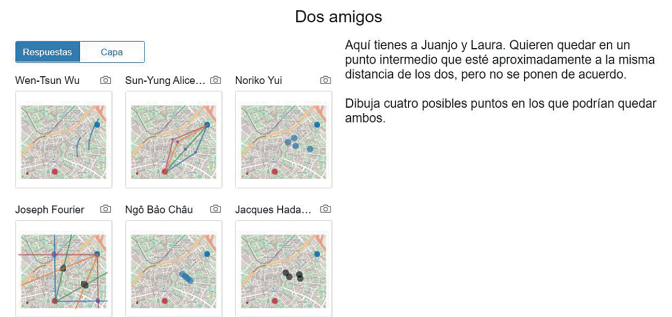 Dos amigos
Respuestas Capa
Wen-Tsun Wu Sun-Yung Alice... Noriko Yui
Joseph Fourier Ngô Bảo Châu Jacques Hada...
Aquí tienes a Juanjo y Laura. Quieren quedar en un
punto intermedio que esté aproximadamente a la misma
distancia de los dos, pero no se ponen de acuerdo.
Dibuja cuatro posibles puntos en los que podrían quedar
ambos.